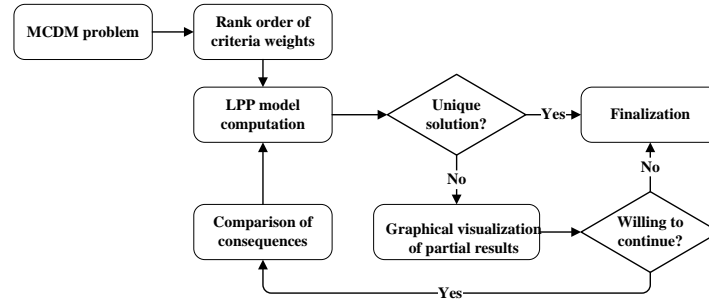 MCDM problem
Rank order of
criteria weights
LPP model
computation
Unique
solution?
Yes
Finalization
No
No
Comparison of
consequences
Graphical visualization
of partial results
Willing to
continue?
Yes